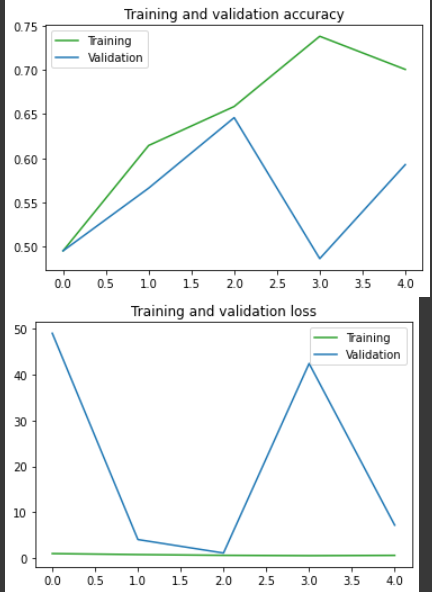 Training and validation accuracy
0.75
0.70
0.65
0.60
0.55
0.50
Training
Validation
0.0 0.5 1.0 1.5 2.0 2.5 3.0 3.5 4.0
Training and validation loss
50
40
30
20
10
0
Training
Validation
0.0 0.5 1.0 1.5 2.0 2.5 3.0 3.5 4.0